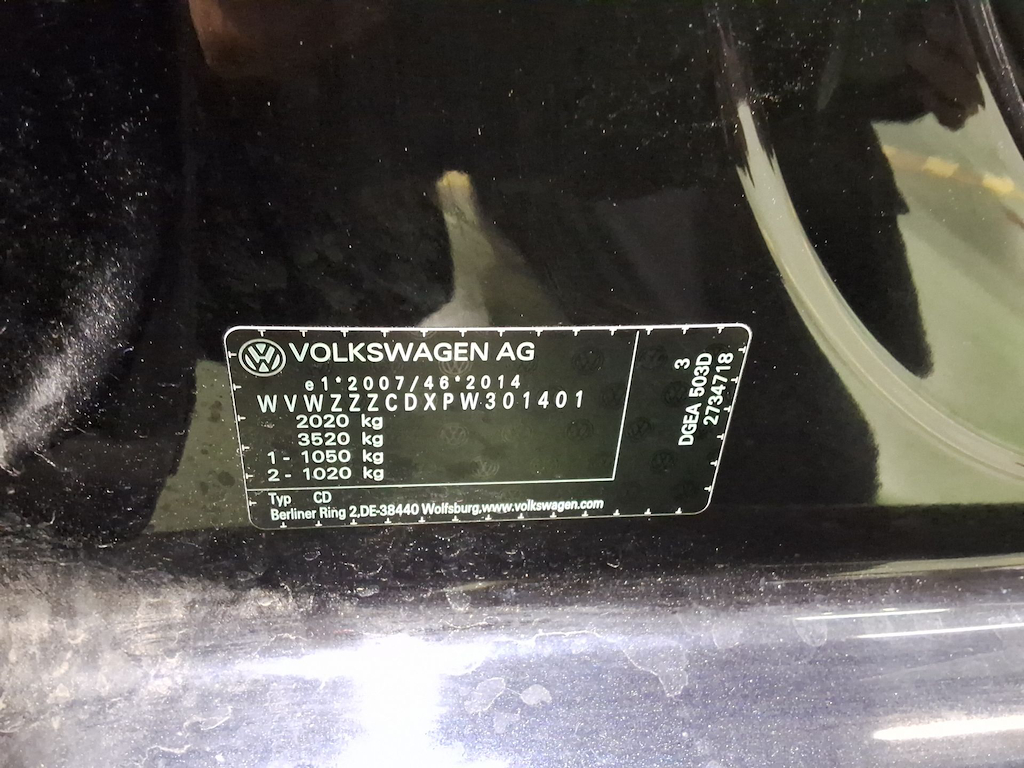 VOLKSWAGEN AG
e1*2007/46*2014
WVWZZZCDXPW301401
2020 kg
3520 kg
1 - 1050 kg
2 - 1020 kg
Typ CD
Berliner Ring 2,DE-38440 Wolfsburg,www.volkswagen.com
3
DGEA 503D
2734718